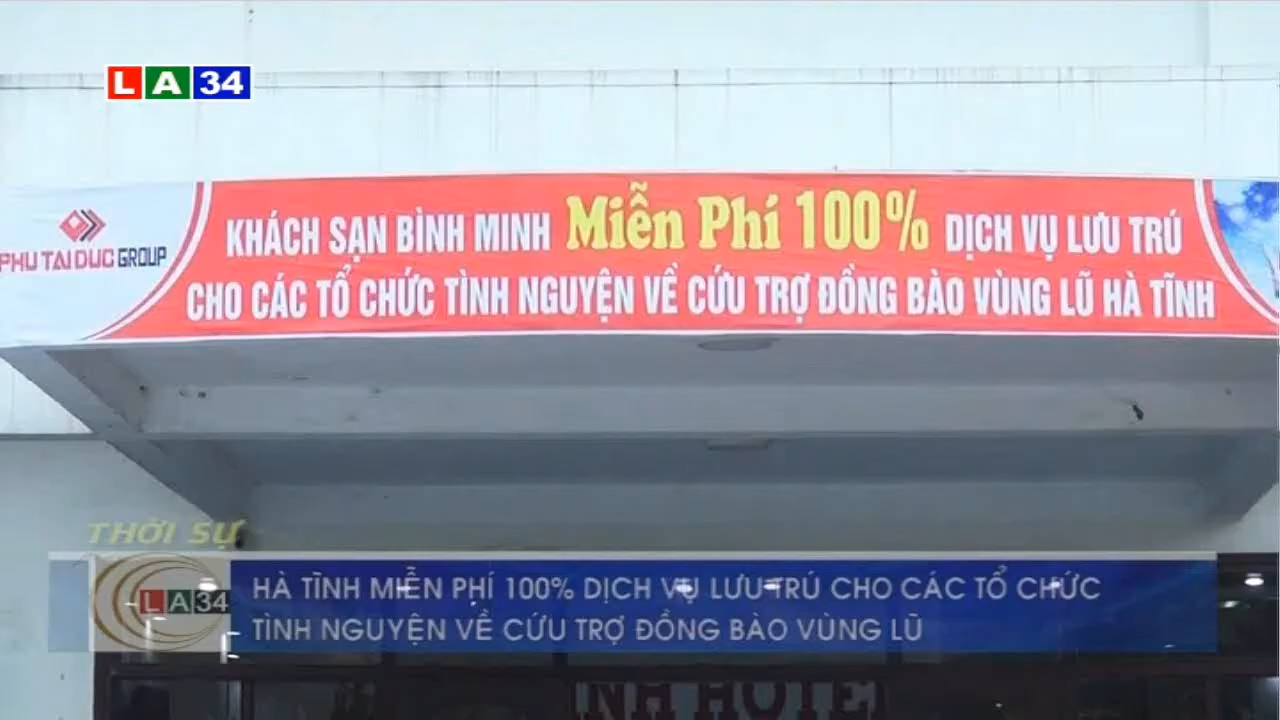 LA34
KHÁCH SẠN BÌNH MINH Miễn Phí 100% DỊCH VỤ LƯU TRÚ
PHU TAI DUC GROUP
CHO CÁC TỔ CHỨC TÌNH NGUYỆN VỀ CỨU TRỢ ĐỒNG BÀO VÙNG LŨ HÀ TĨNH
THỜI SỰ
LA34
HÀ TĨNH MIỄN PHÍ 100% DỊCH VỤ LƯU TRÚ CHO CÁC TỔ CHỨC
TÌNH NGUYỆN VỀ CỨU TRỢ ĐỒNG BÀO VÙNG LŨ
NH HOTEL